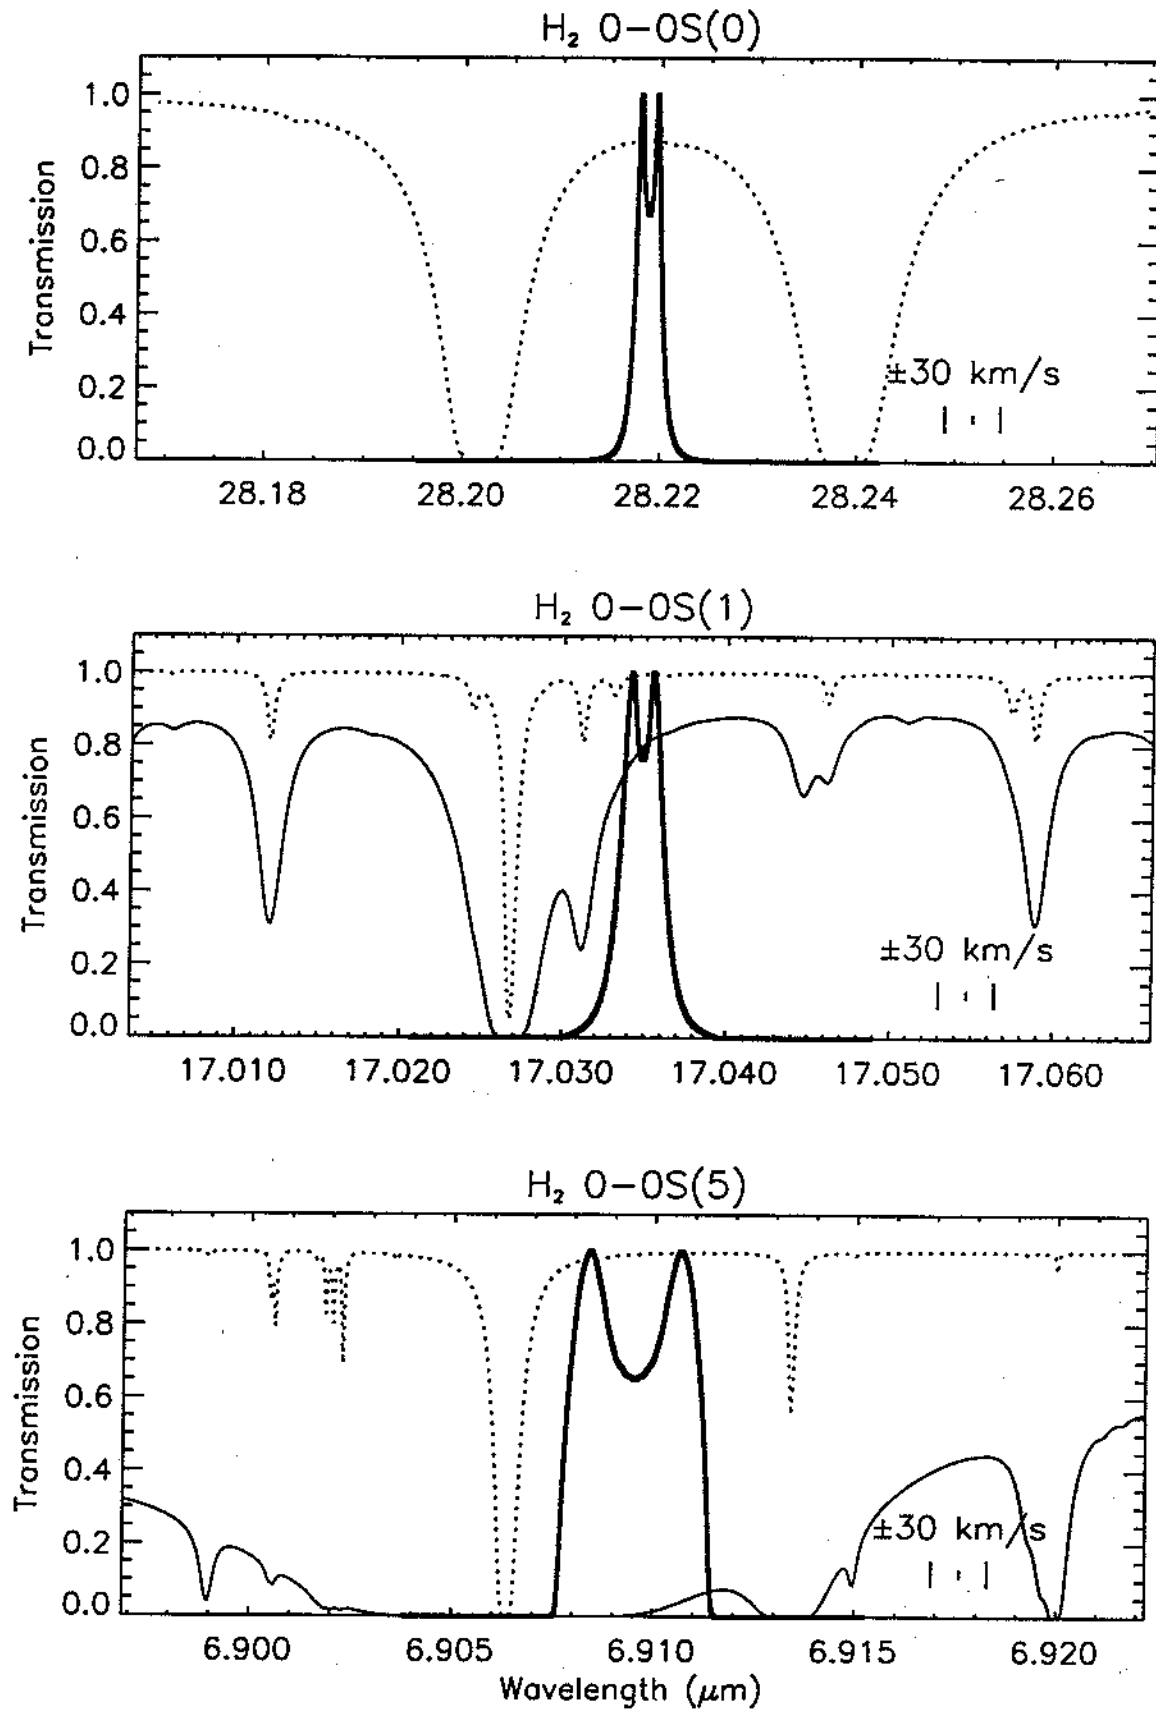 H₂ 0−0S(0)
1.0
0.8
0.6
0.4
0.2
0.0
Transmission
±30 km/s
28.18 28.20 28.22 28.24 28.26
H₂ 0−0S(1)
1.0
0.8
0.6
0.4
0.2
0.0
Transmission
±30 km/s
17.010 17.020 17.030 17.040 17.050 17.060
H₂ 0−0S(5)
1.0
0.8
0.6
0.4
0.2
0.0
Transmission
±30 km/s
6.900 6.905 6.910 6.915 6.920
Wavelength (μm)